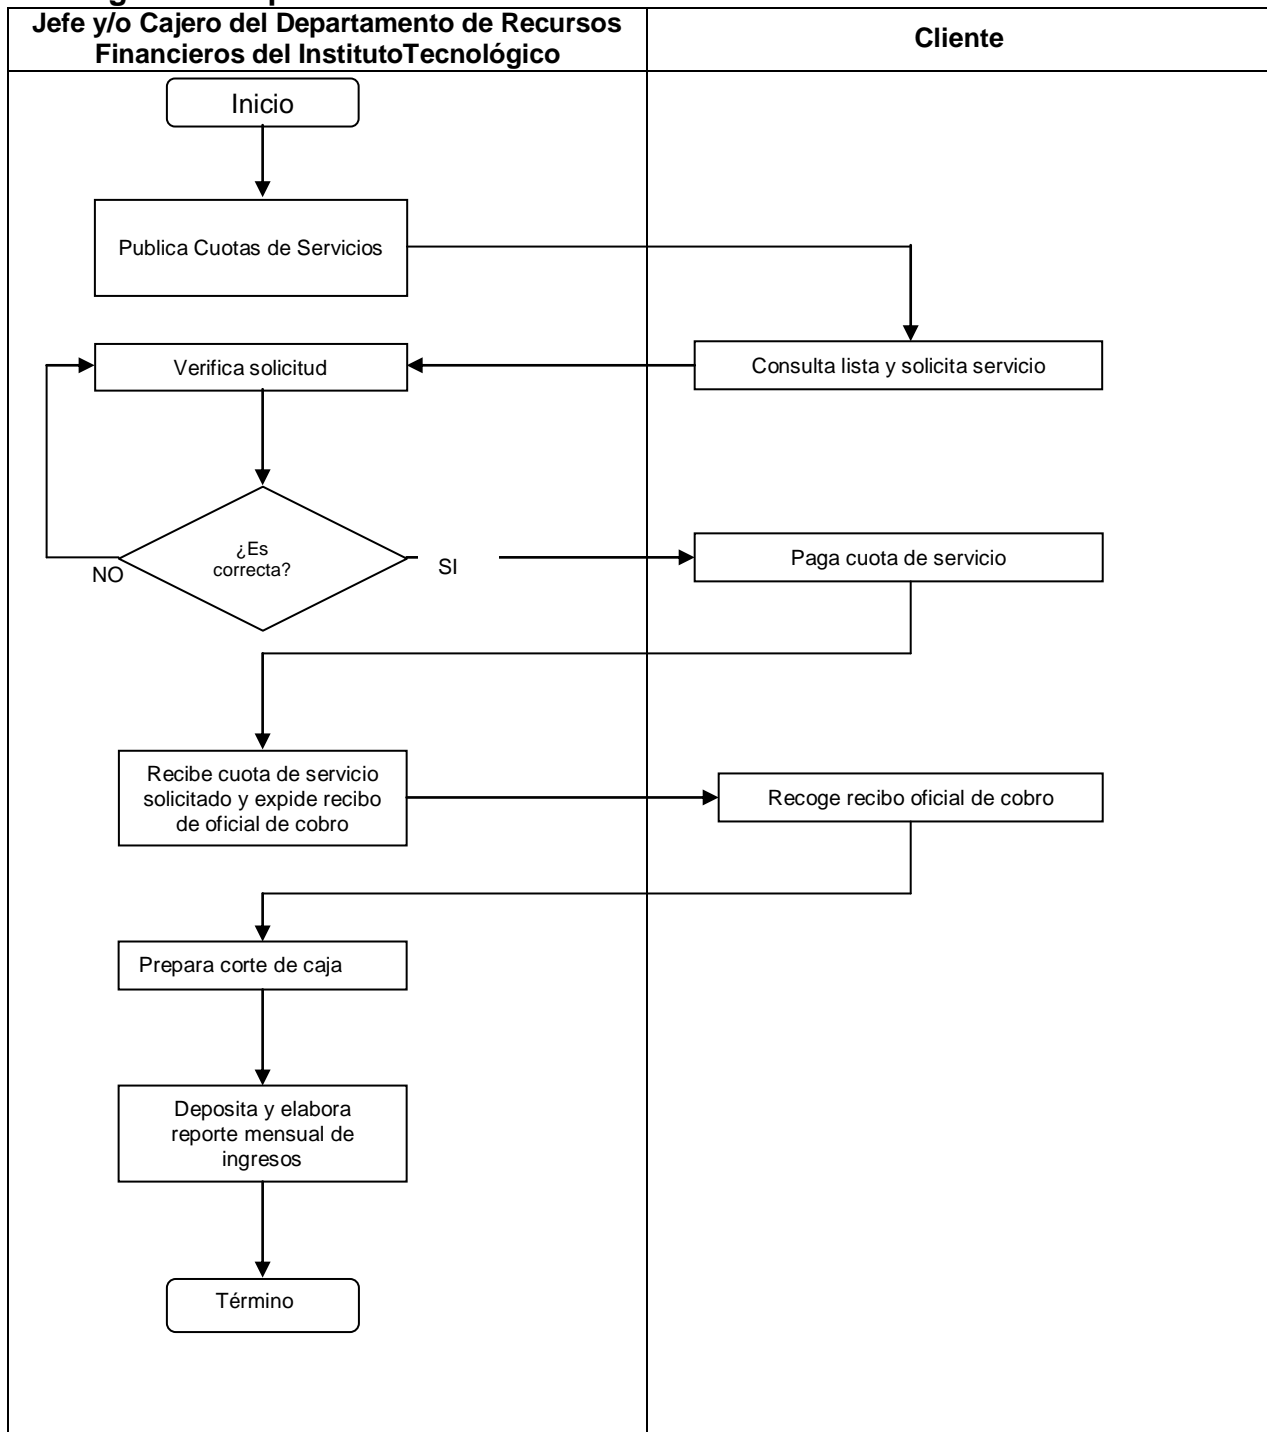 Jefe y/o Cajero del Departamento de Recursos
Financieros del InstitutoTecnológico
Cliente
Inicio
Publica Cuotas de Servicios
Verifica solicitud
Consulta lista y solicita servicio
¿Es
correcta?
NO
SI
Paga cuota de servicio
Recibe cuota de servicio
solicitado y expide recibo
de oficial de cobro
Recoge recibo oficial de cobro
Prepara corte de caja
Deposita y elabora
reporte mensual de
ingresos
Término